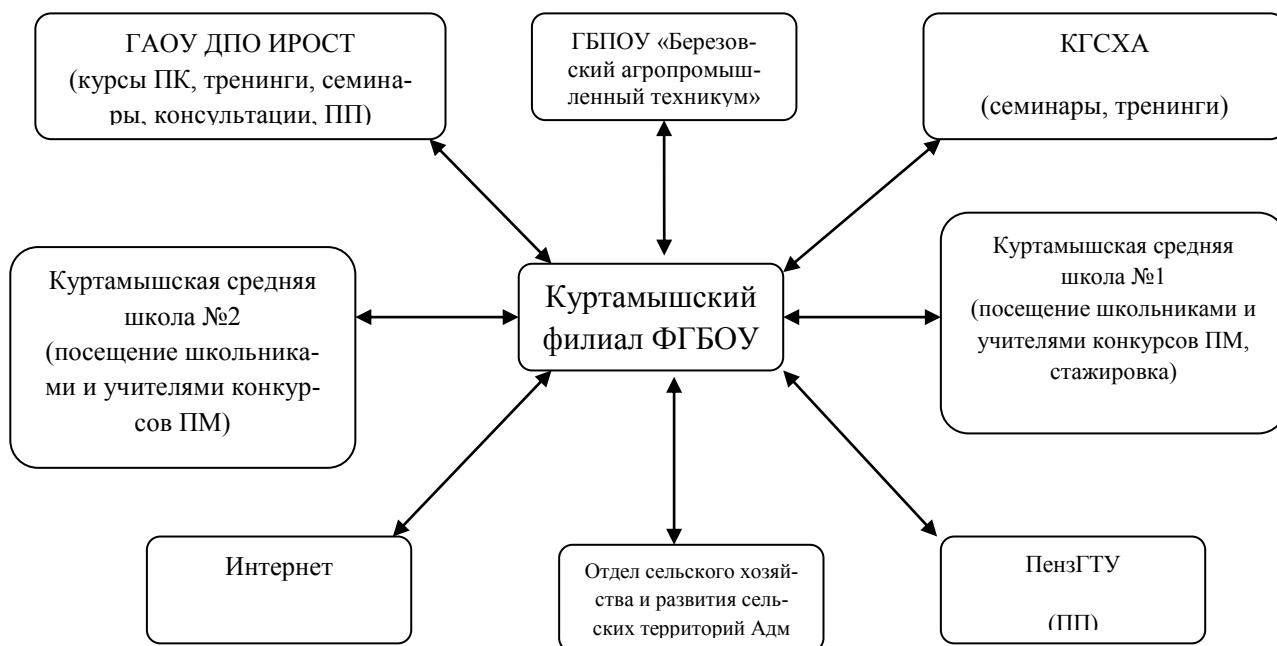 ГАОУ ДПО ИРОСТ
(курсы ПК, тренинги, семина-
ры, консультации, ПП)
ГБПОУ «Березов-
ский агропромыш-
ленный техникум»
КГСХА
(семинары, тренинги)
Куртамышская средняя
школа №2
(посещение школьника-
ми и учителями конкур-
сов ПМ)
Куртамышский
филиал ФГБОУ
Куртамышская средняя
школа №1
(посещение школьниками и
учителями конкурсов ПМ,
стажировка)
Интернет
Отдел сельского хозяй-
ства и развития сель-
ских территорий Адм
ПензГТУ
(ПП)